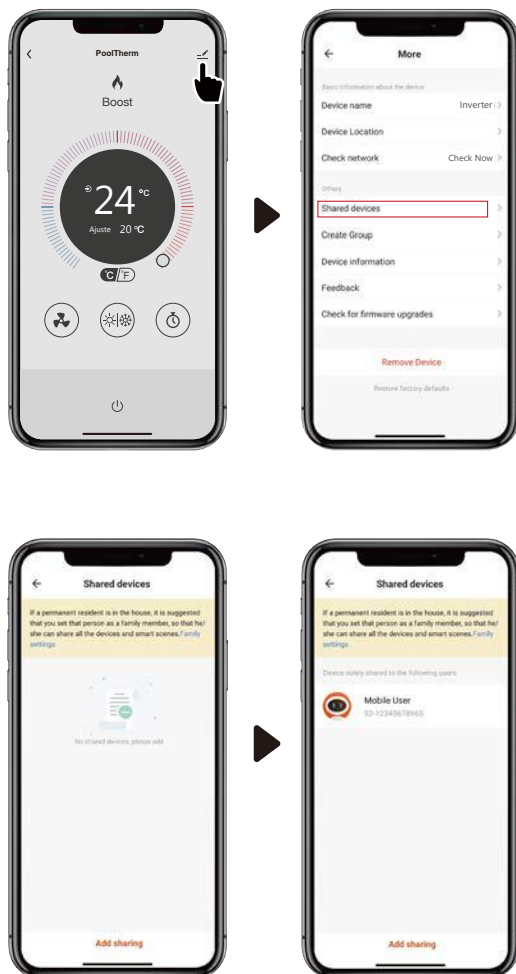 PoolTherm
Boost
24 °C
Ajuste 20 °C
°C/°F
More
Basic information about the device
Device name Inverter
Device Location
Check network Check Now
Others
Shared devices
Create Group
Device information
Feedback
Check for firmware upgrades
Remove Device
Restore factory defaults
Shared devices
If a permanent resident is in the house, it is suggested
that you set that person as a family member, so that he/
she can share all the devices and smart scenes.Family
settings
No shared devices, please add
Add sharing
Shared devices
If a permanent resident is in the house, it is suggested
that you set that person as a family member, so that he/
she can share all the devices and smart scenes.Family
settings
Device solely shared to the following users
Mobile User
32-12345678965
Add sharing